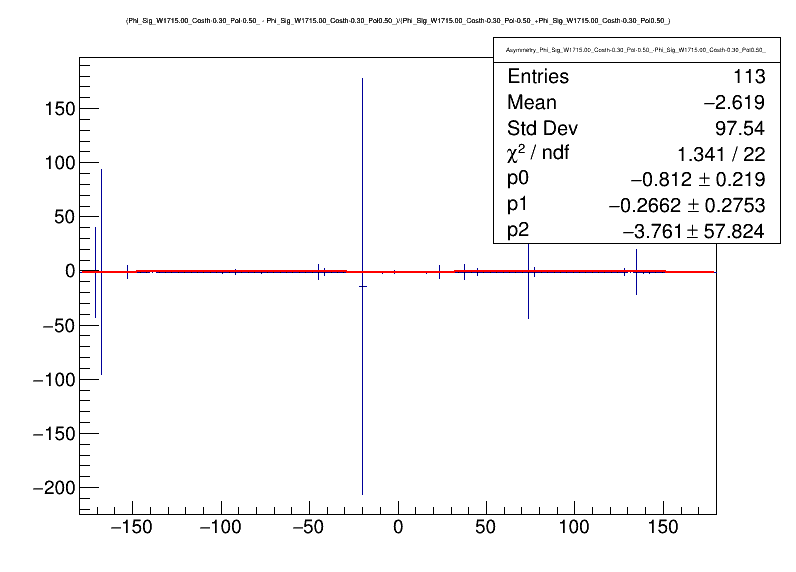 (Phi_Sig_W1715.00_Costh-0.30_Pol-0.50_ - Phi_Sig_W1715.00_Costh-0.30_Pol0.50_)/(Phi_Sig_W1715.00_Costh-0.30_Pol-0.50_+Phi_Sig_W1715.00_Costh-0.30_Pol0.50_)
Asymmetry_Phi_Sig_W1715.00_Costh-0.30_Pol-0.50_-Phi_Sig_W1715.00_Costh-0.30_Pol0.50_
Entries 113
Mean −2.619
Std Dev 97.54
χ² / ndf 1.341 / 22
p0 −0.812 ± 0.219
p1 −0.2662 ± 0.2753
p2 −3.761 ± 57.824
150
100
50
0
−50
−100
−150
−200
−150 −100 −50 0 50 100 150